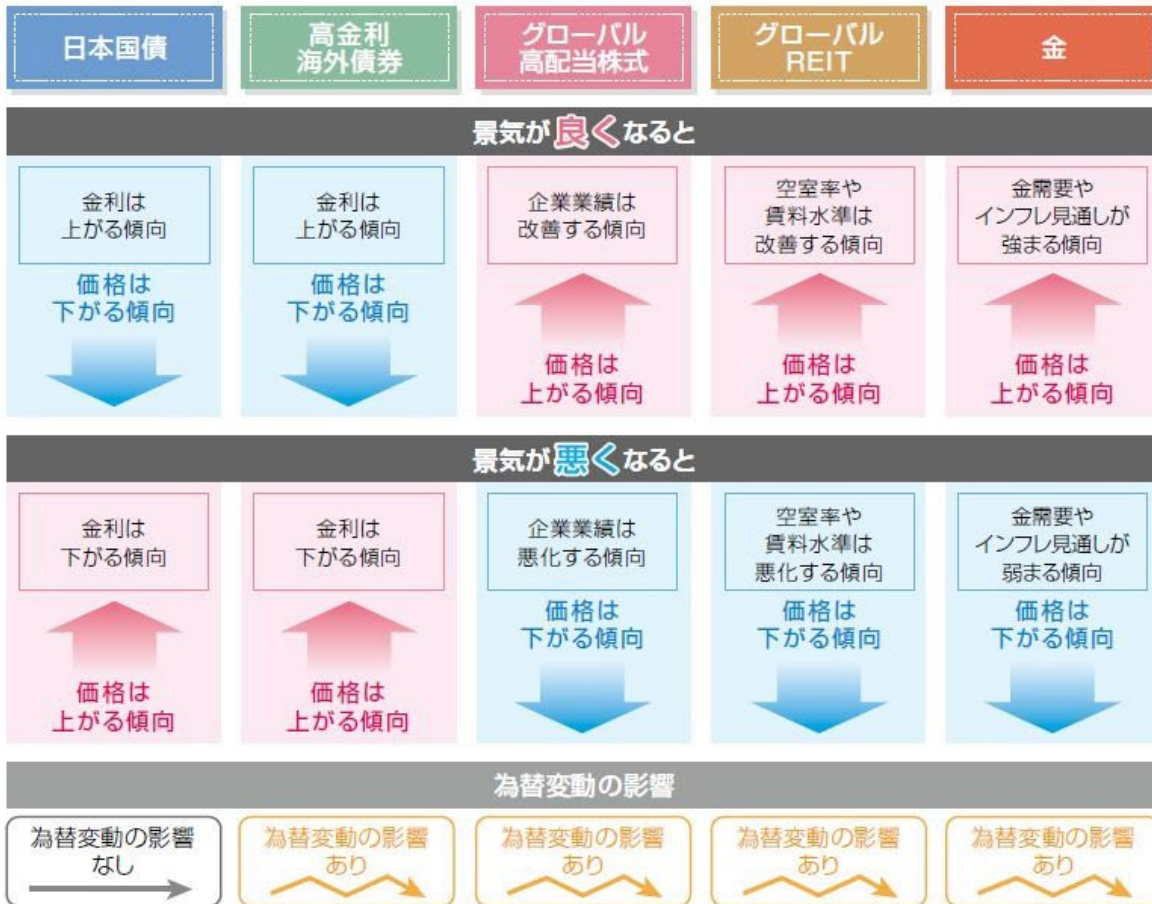 日本国債
高金利
海外債券
グローバル
高配当株式
グローバル
REIT
金
景気が良くなると
金利は
上がる傾向
価格は
下がる傾向
金利は
上がる傾向
価格は
下がる傾向
企業業績は
改善する傾向
価格は
上がる傾向
空室率や
賃料水準は
改善する傾向
価格は
上がる傾向
金需要や
インフレ見通しが
強まる傾向
価格は
上がる傾向
景気が悪くなると
金利は
下がる傾向
価格は
上がる傾向
金利は
下がる傾向
価格は
上がる傾向
企業業績は
悪化する傾向
価格は
下がる傾向
空室率や
賃料水準は
悪化する傾向
価格は
下がる傾向
金需要や
インフレ見通しが
弱まる傾向
価格は
下がる傾向
為替変動の影響
為替変動の影響
なし
為替変動の影響
あり
為替変動の影響
あり
為替変動の影響
あり
為替変動の影響
あり